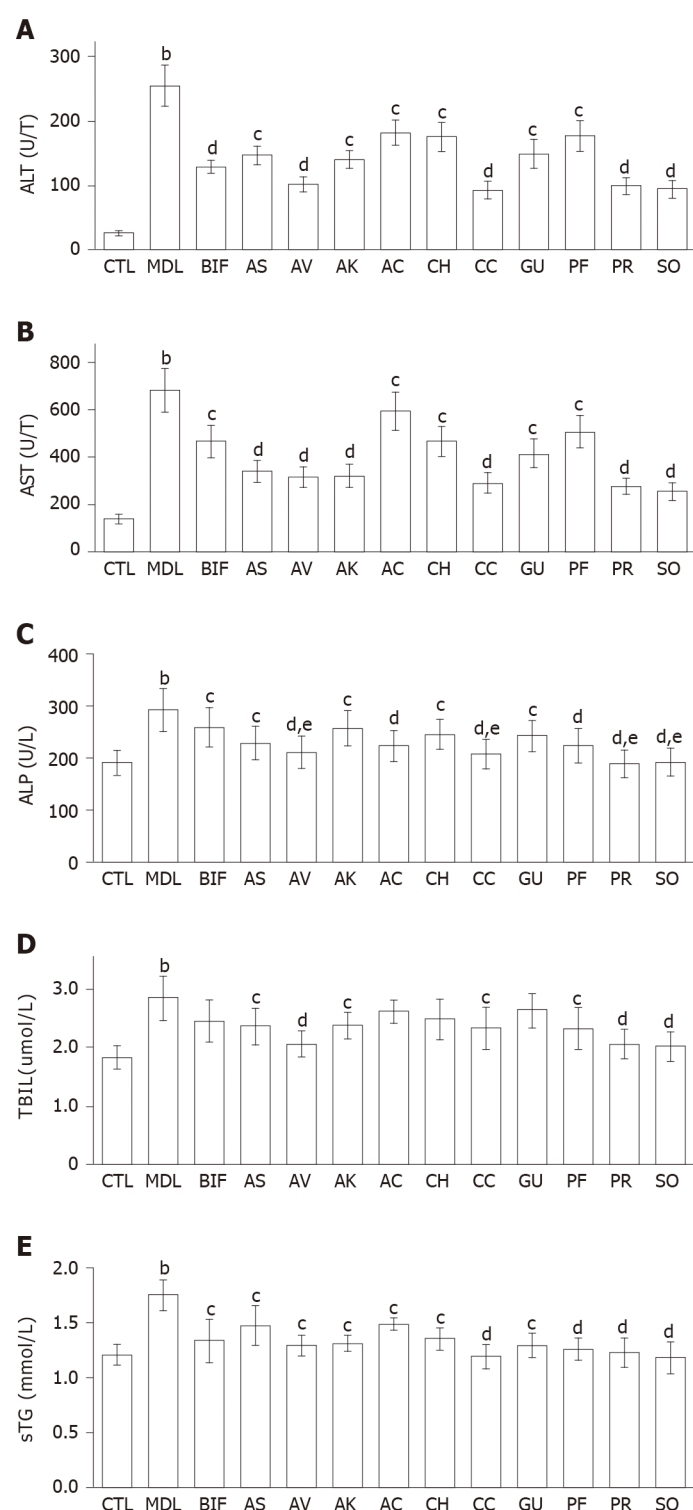 A
ALT (U/T)
300
200
100
0
b
d
c
d
c
c
c
d
c
c
d
d
CTL MDL BIF AS AV AK AC CH CC GU PF PR SO
B
AST (U/T)
800
600
400
200
0
b
c
d
d
d
c
c
d
c
c
d
d
CTL MDL BIF AS AV AK AC CH CC GU PF PR SO
C
ALP (U/L)
400
300
200
100
0
b
c
c
d,e
c
d
c
d,e
c
d
d,e
d,e
CTL MDL BIF AS AV AK AC CH CC GU PF PR SO
D
TBIL(umol/L)
3.0
2.0
1.0
0
b
c
d
c
c
c
d
d
CTL MDL BIF AS AV AK AC CH CC GU PF PR SO
E
sTG (mmol/L)
2.0
1.5
1.0
0.5
0.0
b
c
c
c
c
c
c
d
c
d
d
d
CTL MDL BIF AS AV AK AC CH CC GU PF PR SO